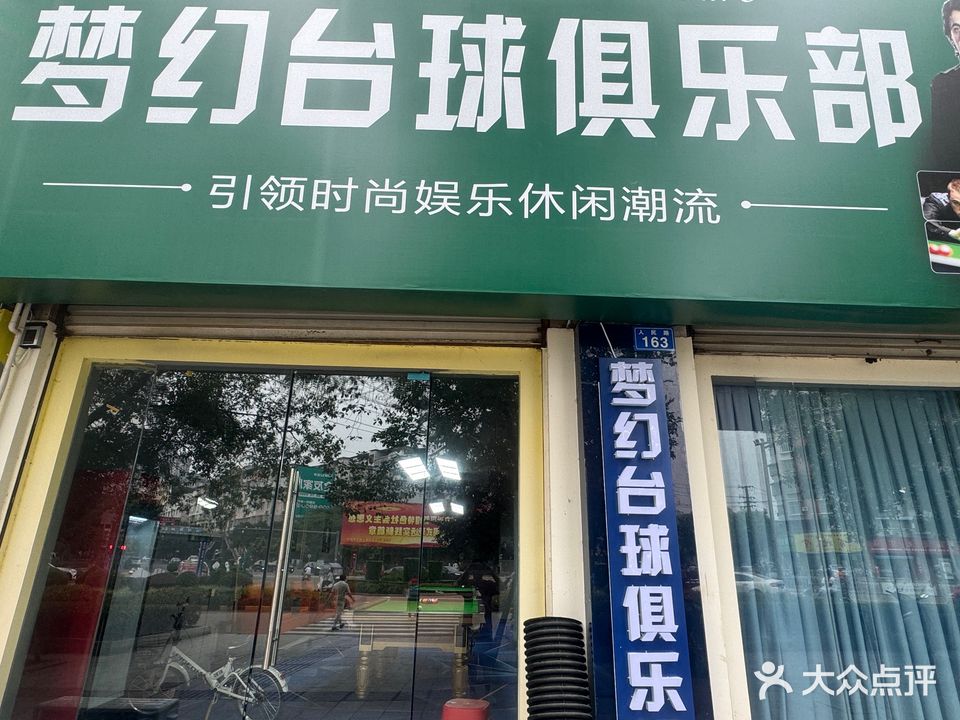 梦幻台球俱乐部
引领时尚娱乐休闲潮流
人民路
163
梦幻台球俱乐
大众点评